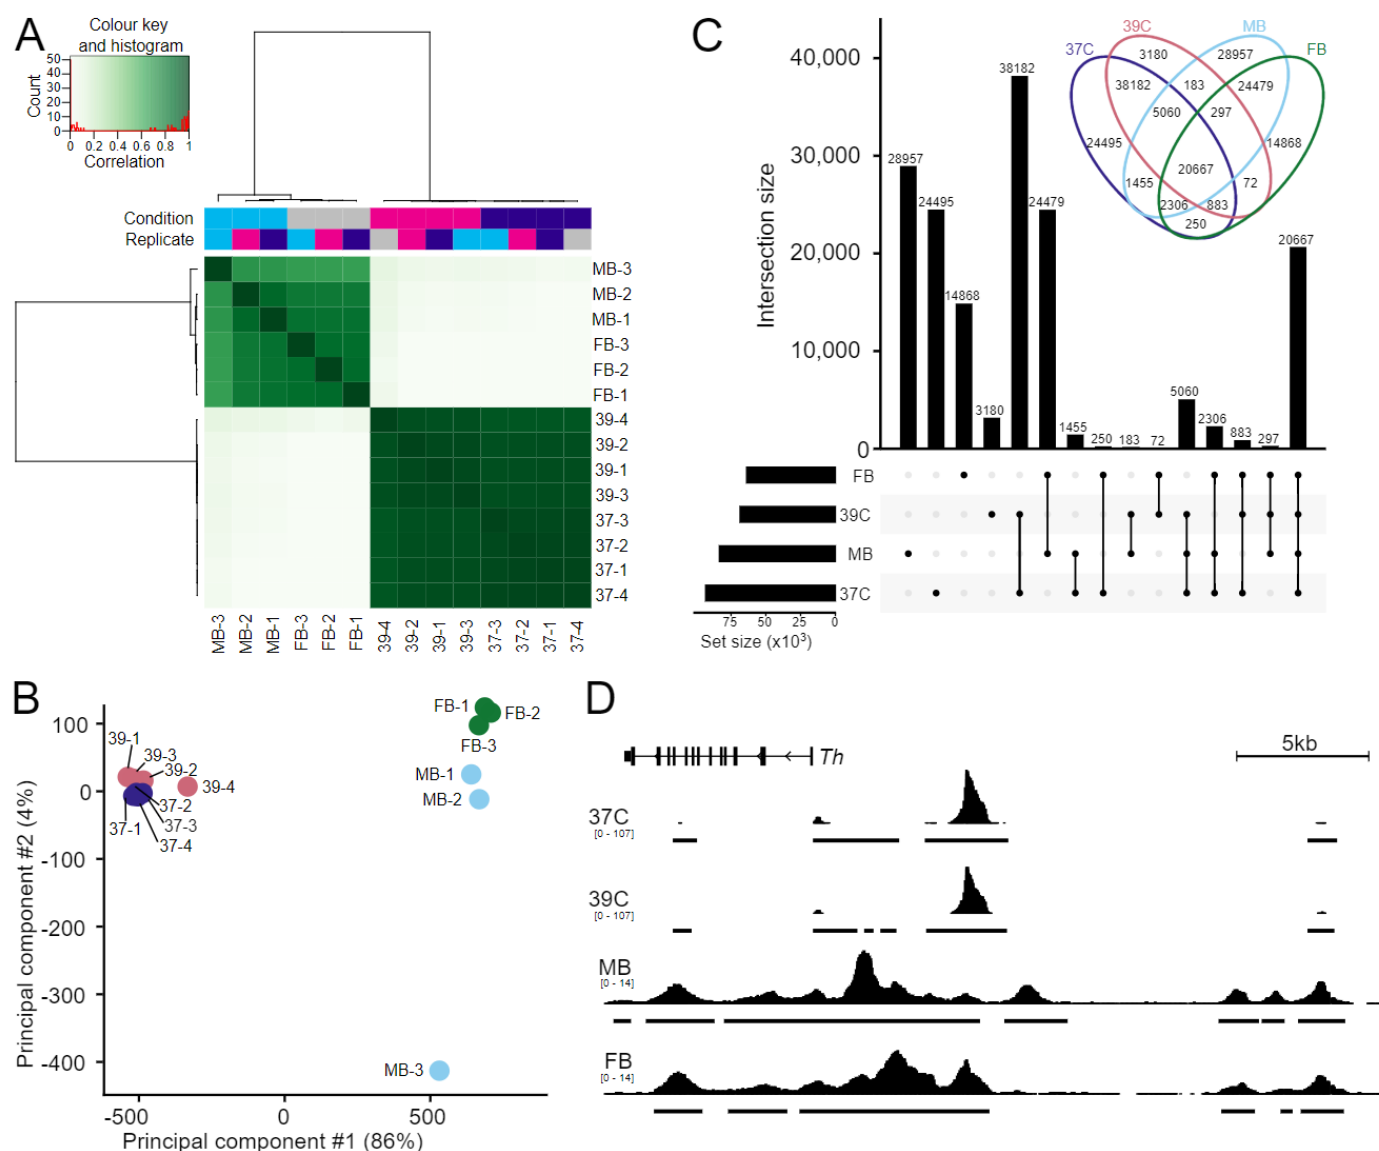 A
Colour key
and histogram
Count
50
40
30
20
10
0
0 0.2 0.4 0.6 0.8 1
Correlation
Condition
Replicate
MB-3
MB-2
MB-1
FB-3
FB-2
FB-1
39-4
39-2
39-1
39-3
37-3
37-2
37-1
37-4
MB-3 MB-2 MB-1 FB-3 FB-2 FB-1 39-4 39-2 39-1 39-3 37-3 37-2 37-1 37-4
C
Intersection size
40,000
30,000
20,000
10,000
0
28957
24495
14868
3180
38182
24479
1455
250
183
72
5060
2306
883
297
20667
37C
39C
MB
FB
3180
28957
38182
183
24479
5060
297
24495
14868
20667
1455
72
2306
883
250
FB
39C
MB
37C
75 50 25 0
Set size (x10³)
B
Principal component #2 (4%)
100
0
-100
-200
-300
-400
-500 0 500
Principal component #1 (86%)
39-1
39-3
39-2
39-4
37-2
37-1
37-3
37-4
FB-1
FB-2
FB-3
MB-1
MB-2
MB-3
D
Th
5kb
37C
[0 - 107]
39C
[0 - 107]
MB
[0 - 14]
FB
[0 - 14]